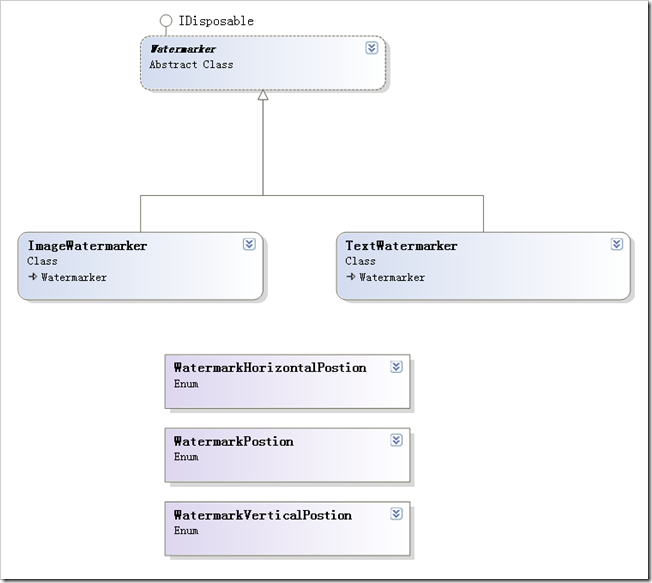 IDisposable
Watermarker
Abstract Class
ImageWatermarker
Class
Watermarker
TextWatermarker
Class
Watermarker
WatermarkHorizontalPostion
Enum
WatermarkPostion
Enum
WatermarkVerticalPostion
Enum